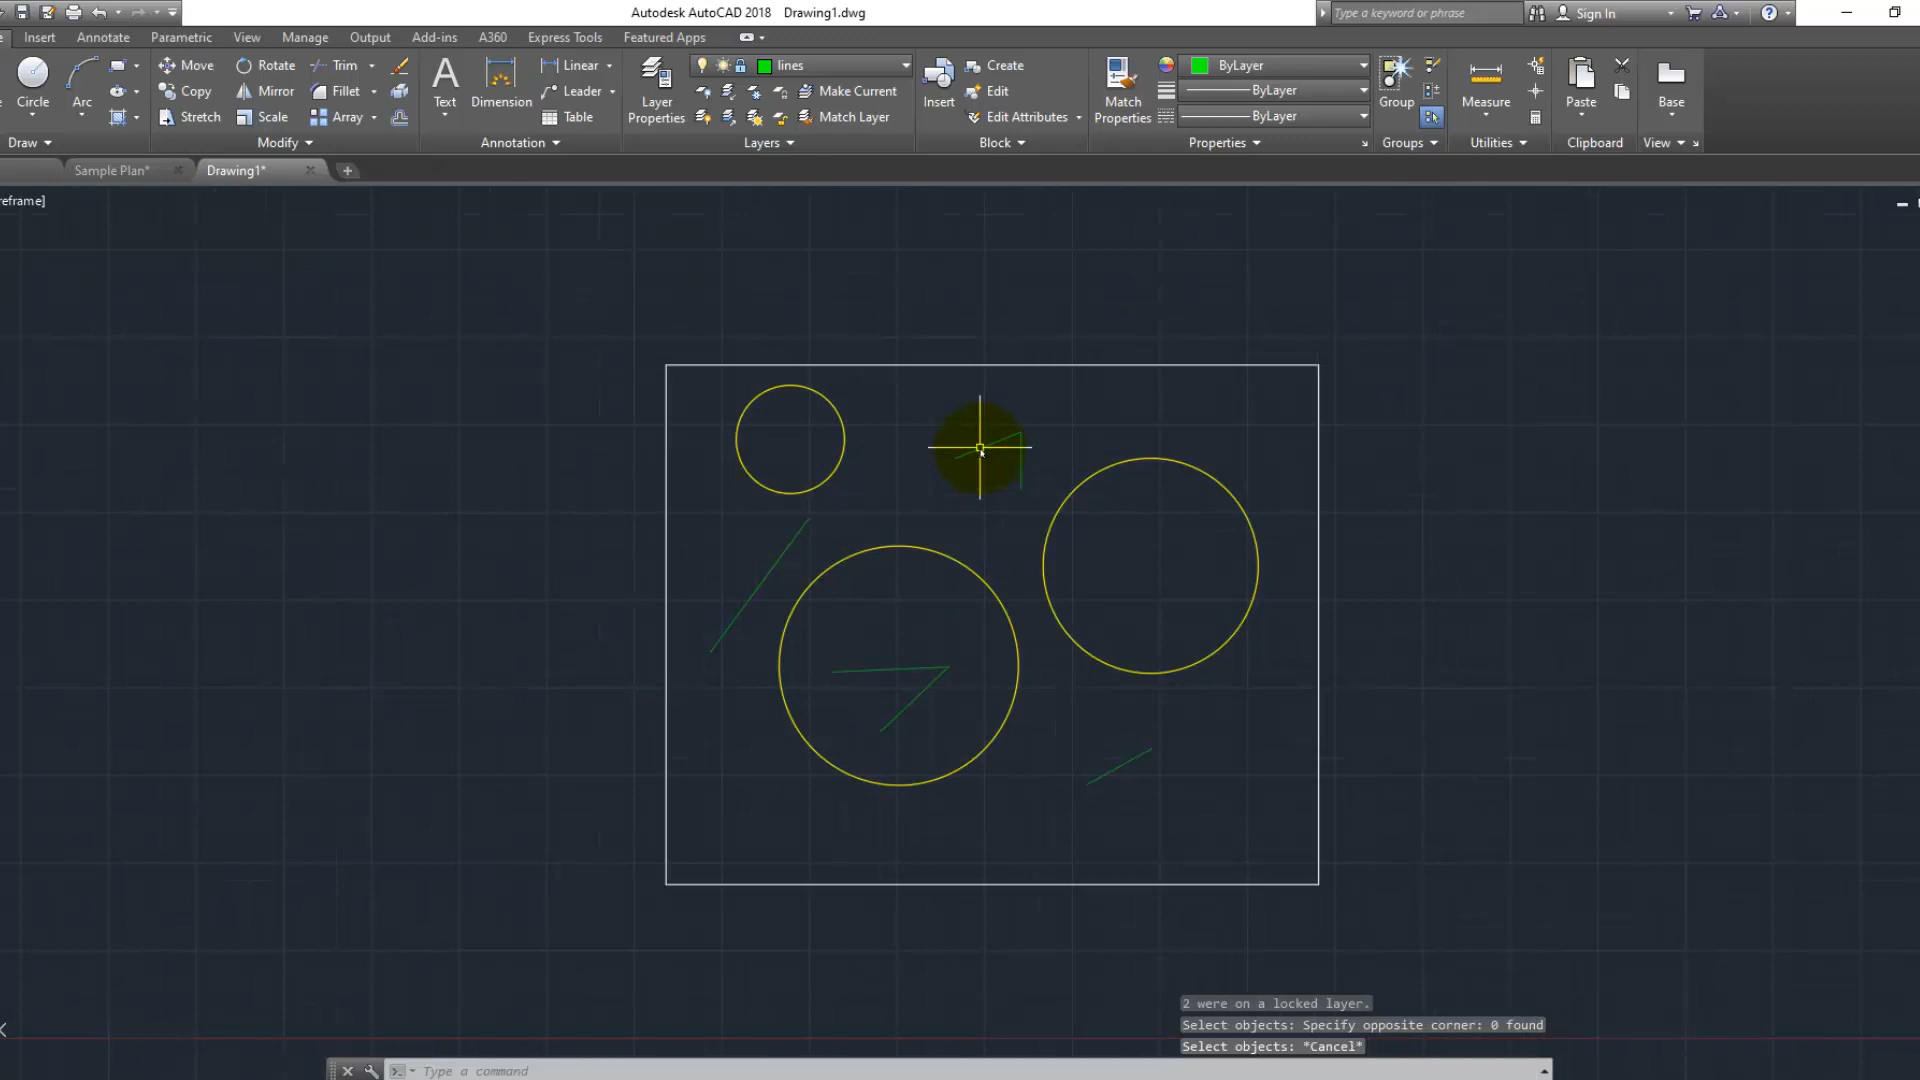 Autodesk AutoCAD 2018 Drawing1.dwg
Type a keyword or phrase
Sign In
Insert Annotate Parametric View Manage Output Add-ins A360 Express Tools Featured Apps
Move Rotate Trim
Copy Mirror Fillet
Stretch Scale Array
Circle Arc
Draw
Modify
Text Dimension
Linear
Leader
Table
Annotation
Layer
Properties
lines
Make Current
Match Layer
Layers
Insert
Create
Edit
Edit Attributes
Block
Match
Properties
ByLayer
ByLayer
ByLayer
Properties
Group
Groups
Measure
Utilities
Paste
Clipboard
Base
View
Sample Plan*
Drawing1*
reframe]
2 were on a locked layer.
Select objects: Specify opposite corner: 0 found
Select objects: *Cancel*
Type a command